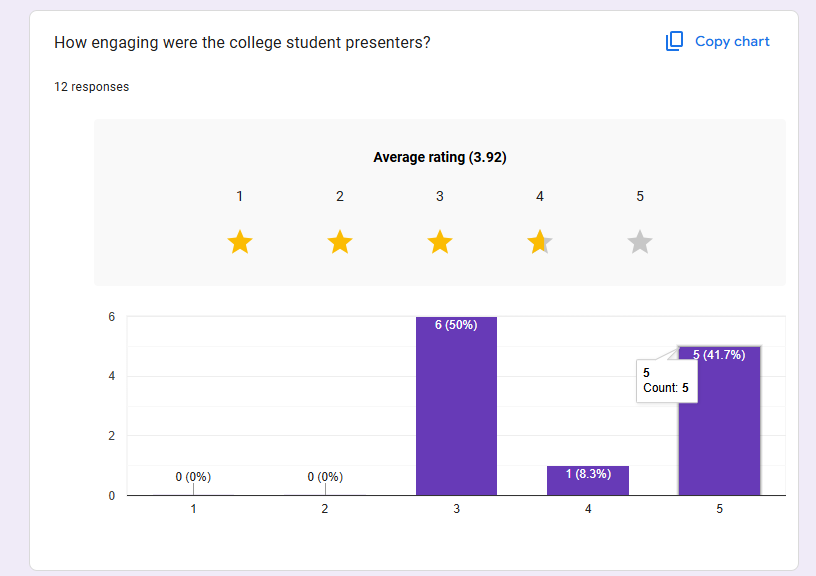 How engaging were the college student presenters?
Copy chart
12 responses
Average rating (3.92)
1 2 3 4 5
6
6 (50%)
5 (41.7%)
5
4
Count: 5
2
0 (0%) 0 (0%) 1 (8.3%)
0
1 2 3 4 5